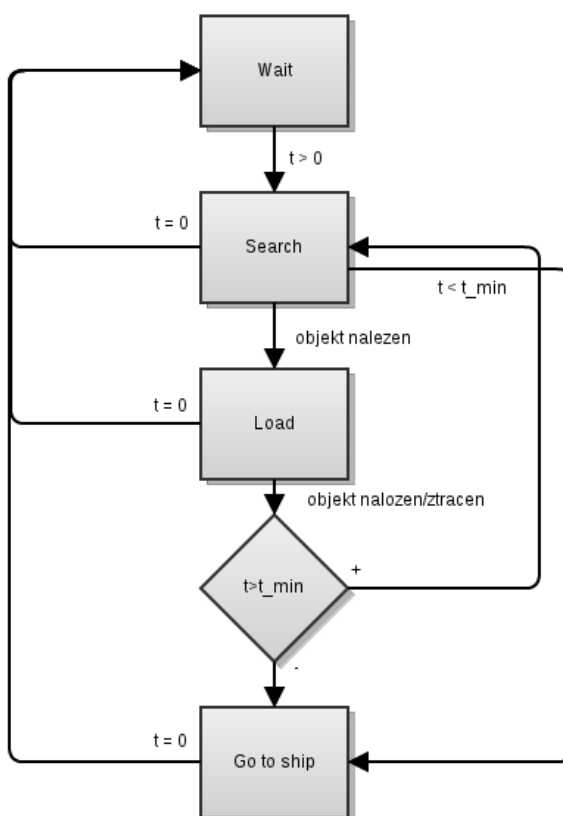 Wait
t > 0
t = 0
Search
t < t_min
objekt nalezen
t = 0
Load
objekt nalozen/ztracen
t>t_min
+
-
t = 0
Go to ship